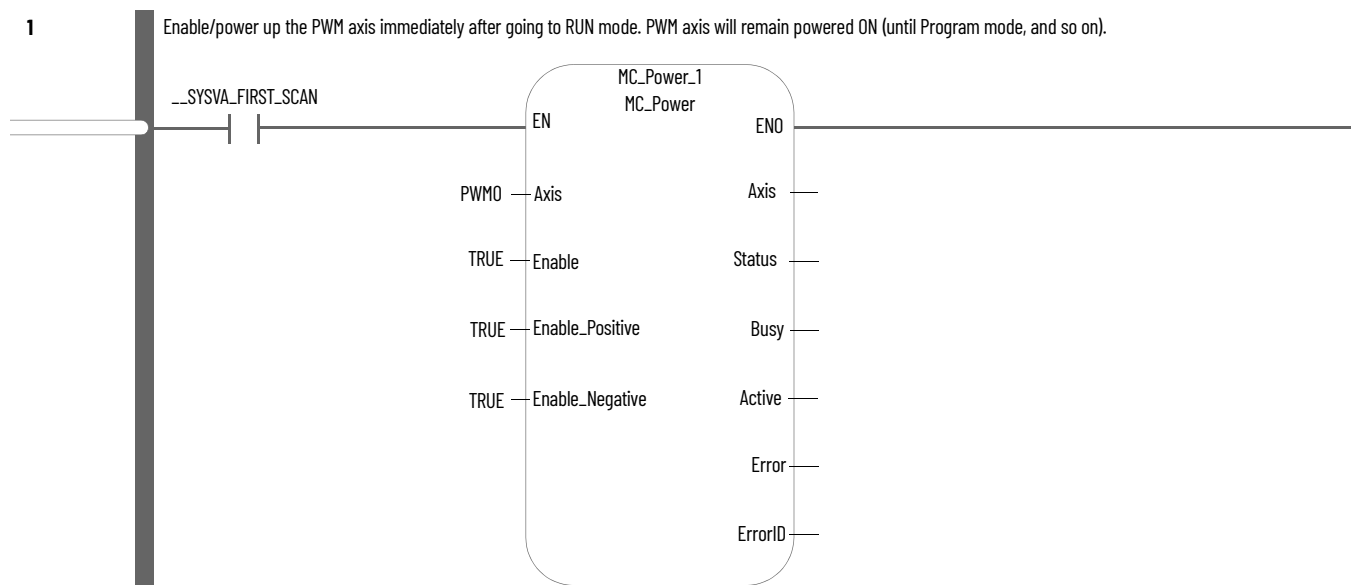 1
Enable/power up the PWM axis immediately after going to RUN mode. PWM axis will remain powered ON (until Program mode, and so on).
__SYSVA_FIRST_SCAN
MC_Power_1
MC_Power
EN
ENO
PWM0
Axis
Axis
TRUE
Enable
Status
TRUE
Enable_Positive
Busy
TRUE
Enable_Negative
Active
Error
ErrorID